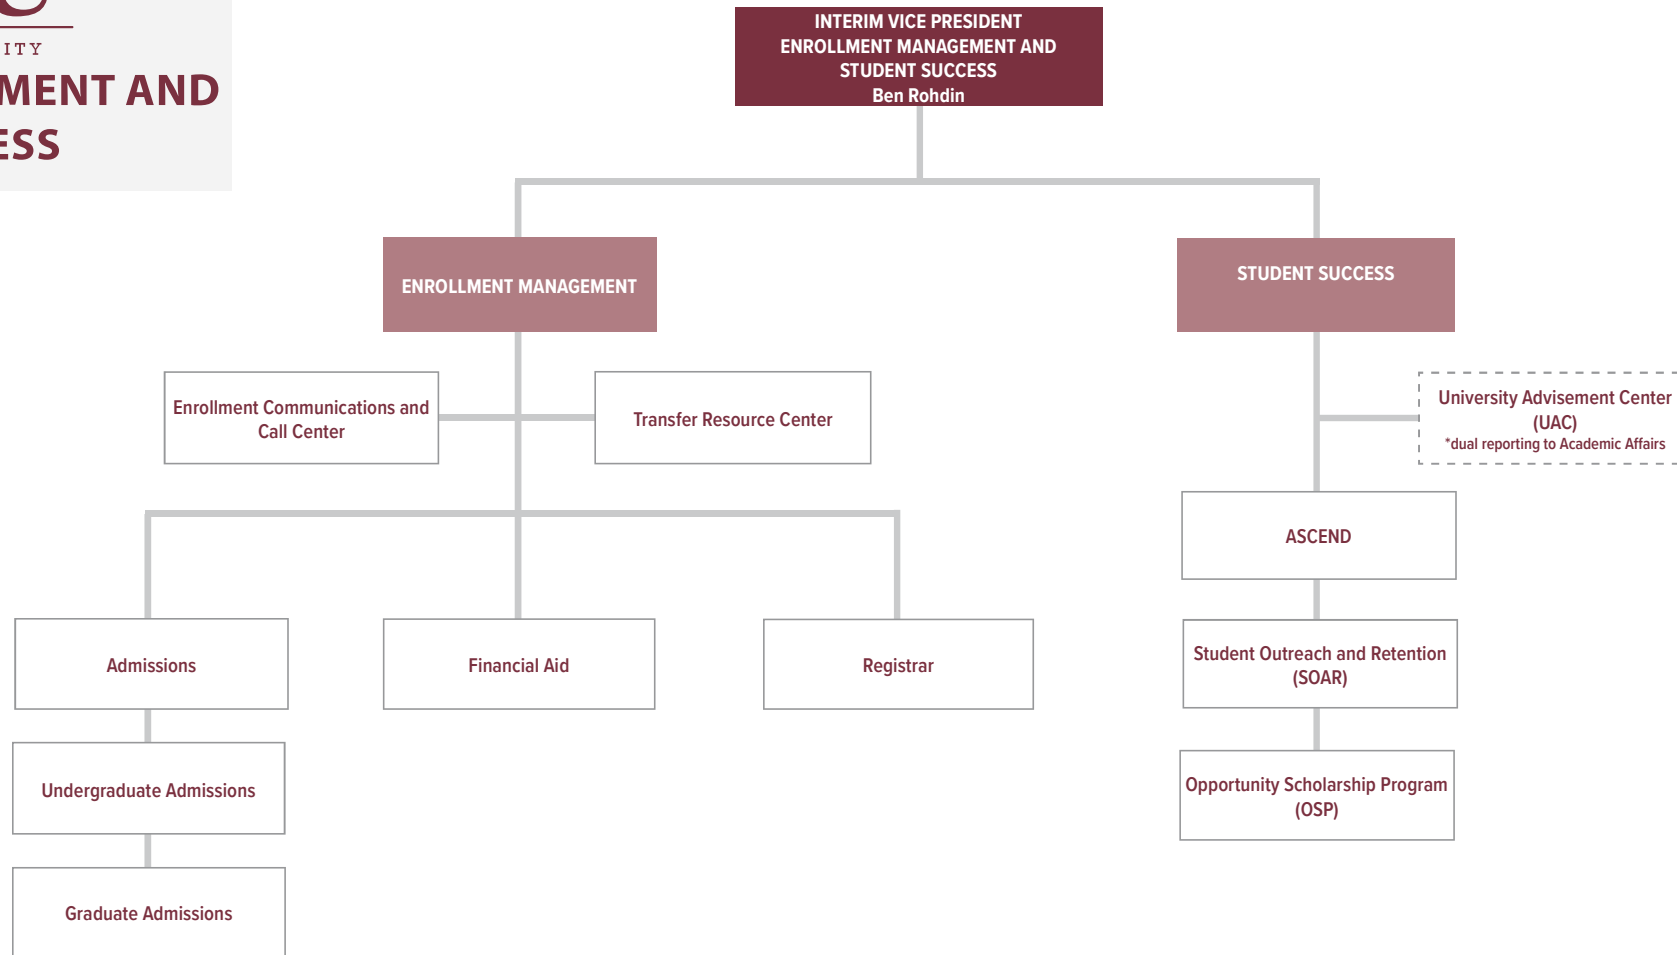 ITY
MENT AND
ESS
INTERIM VICE PRESIDENT
ENROLLMENT MANAGEMENT AND
STUDENT SUCCESS
Ben Rohdin
ENROLLMENT MANAGEMENT
STUDENT SUCCESS
Enrollment Communications and
Call Center
Transfer Resource Center
University Advisement Center
(UAC)
*dual reporting to Academic Affairs
ASCEND
Admissions
Financial Aid
Registrar
Student Outreach and Retention
(SOAR)
Undergraduate Admissions
Opportunity Scholarship Program
(OSP)
Graduate Admissions